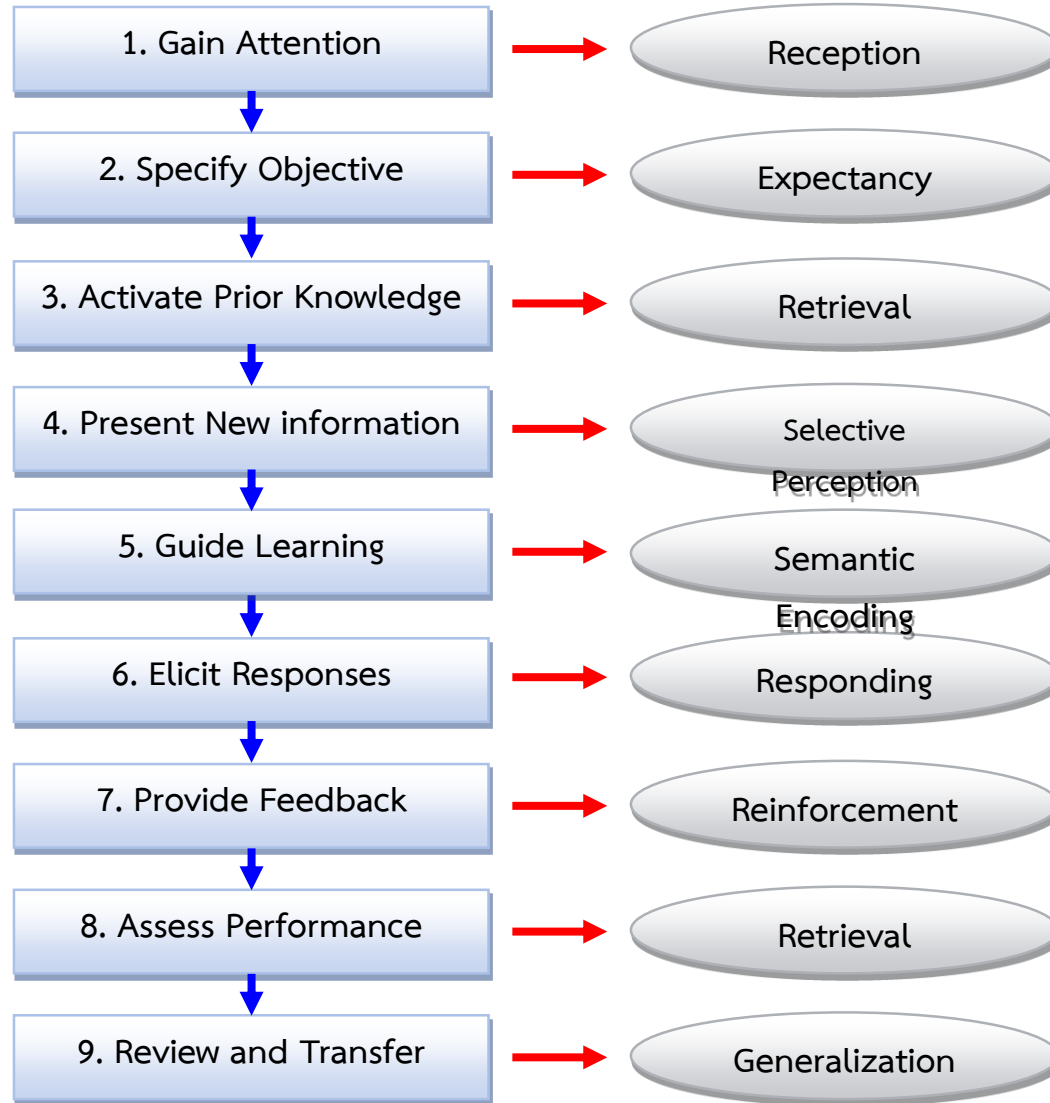 1. Gain Attention
Reception
2. Specify Objective
Expectancy
3. Activate Prior Knowledge
Retrieval
4. Present New information
Selective
Perception
5. Guide Learning
Semantic
Encoding
6. Elicit Responses
Responding
7. Provide Feedback
Reinforcement
8. Assess Performance
Retrieval
9. Review and Transfer
Generalization